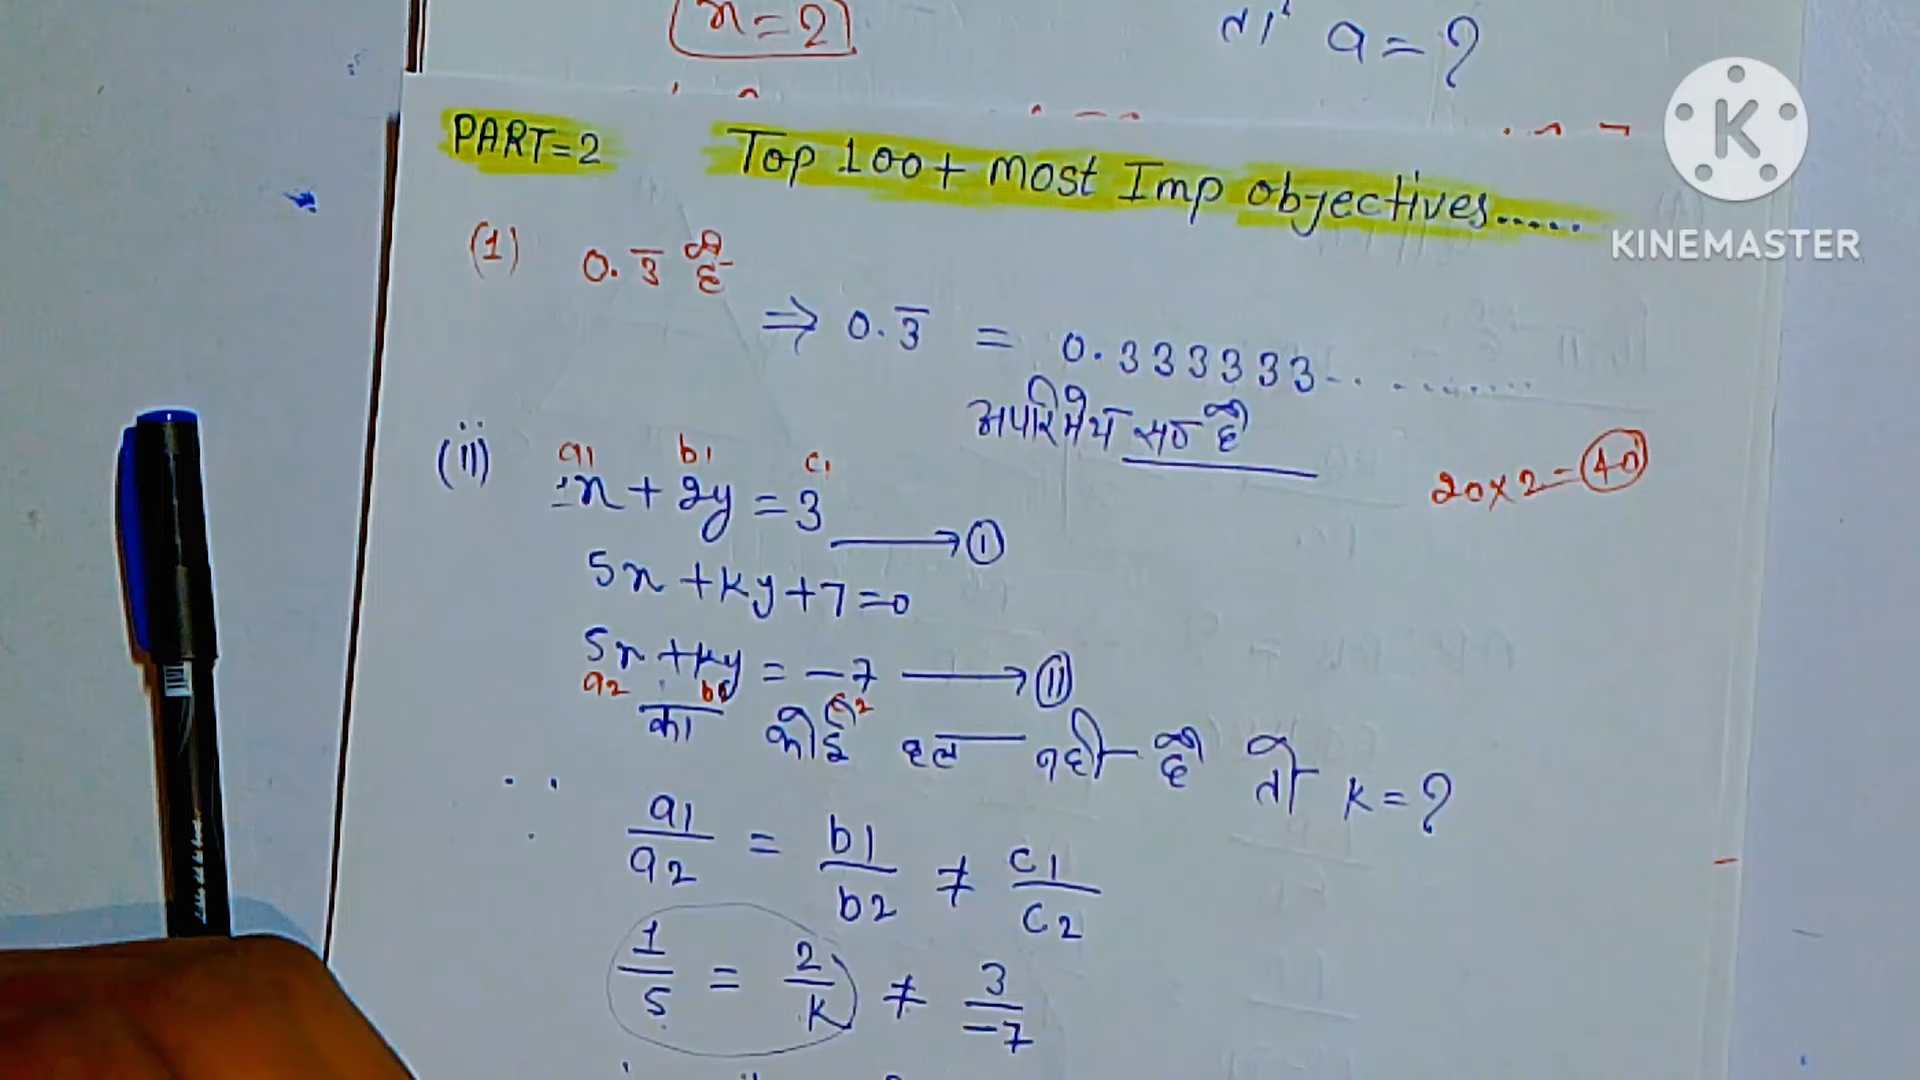 x=2
तो a=?
PART=2 Top 100+ most Imp objectives.....
KINEMASTER
(1) 0.3̅ है
⇒ 0.3̅ = 0.333333...........
अपरिमेय सं० है
(ii) a1 b1 c1
1x+2y=3 → (i)
20×2=40
5x+ky+7=0
5x+ky=-7 → (ii)
a2 b2 c2
का कोई हल नही है तो k=?
a1/a2 = b1/b2 ≠ c1/c2
1/5 = 2/k ≠ 3/-7